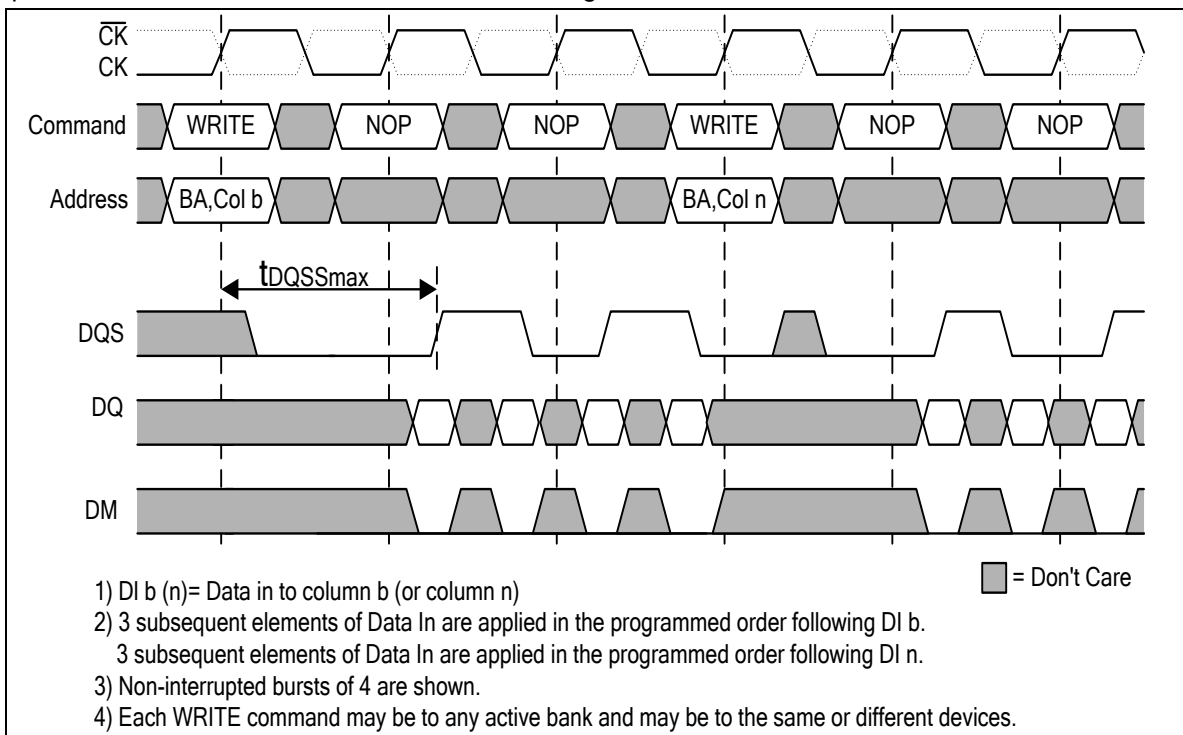 CK
CK
Command WRITE NOP NOP WRITE NOP NOP
Address BA,Col b BA,Col n
tDQSSmax
DQS
DQ
DM
= Don't Care
1) DI b (n)= Data in to column b (or column n)
2) 3 subsequent elements of Data In are applied in the programmed order following DI b.
3 subsequent elements of Data In are applied in the programmed order following DI n.
3) Non-interrupted bursts of 4 are shown.
4) Each WRITE command may be to any active bank and may be to the same or different devices.